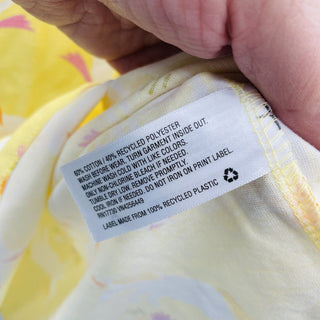 60% COTTON / 40% RECYCLED POLYESTER
WASH BEFORE WEAR. TURN GARMENT INSIDE OUT.
MACHINE WASH COLD WITH LIKE COLORS.
ONLY NON-CHLORINE BLEACH IF NEEDED.
TUMBLE DRY LOW. REMOVE PROMPTLY.
COOL IRON IF NEEDED. DO NOT IRON ON PRINT LABEL.
RN17730 VN4256449
LABEL MADE FROM 100% RECYCLED PLASTIC